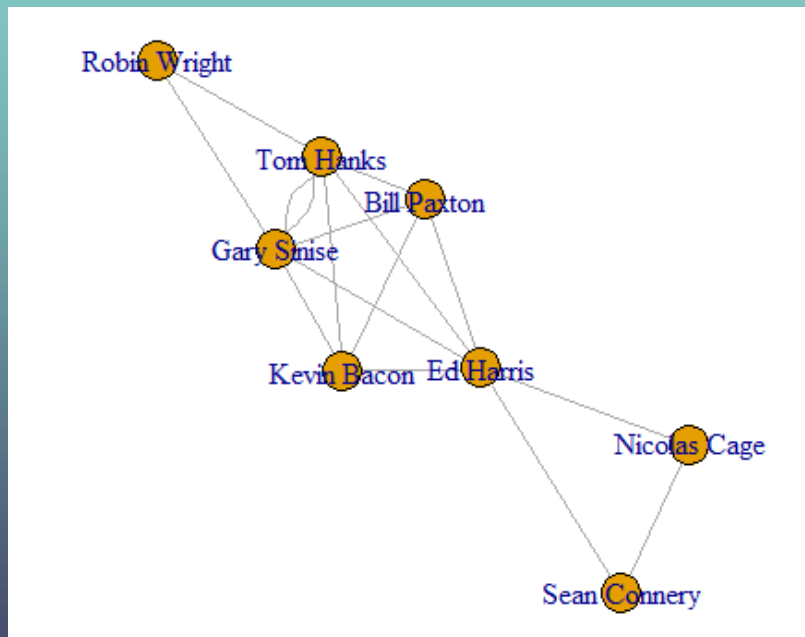 Robin Wright
Tom Hanks
Bill Paxton
Gary Sinise
Kevin Bacon
Ed Harris
Nicolas Cage
Sean Connery